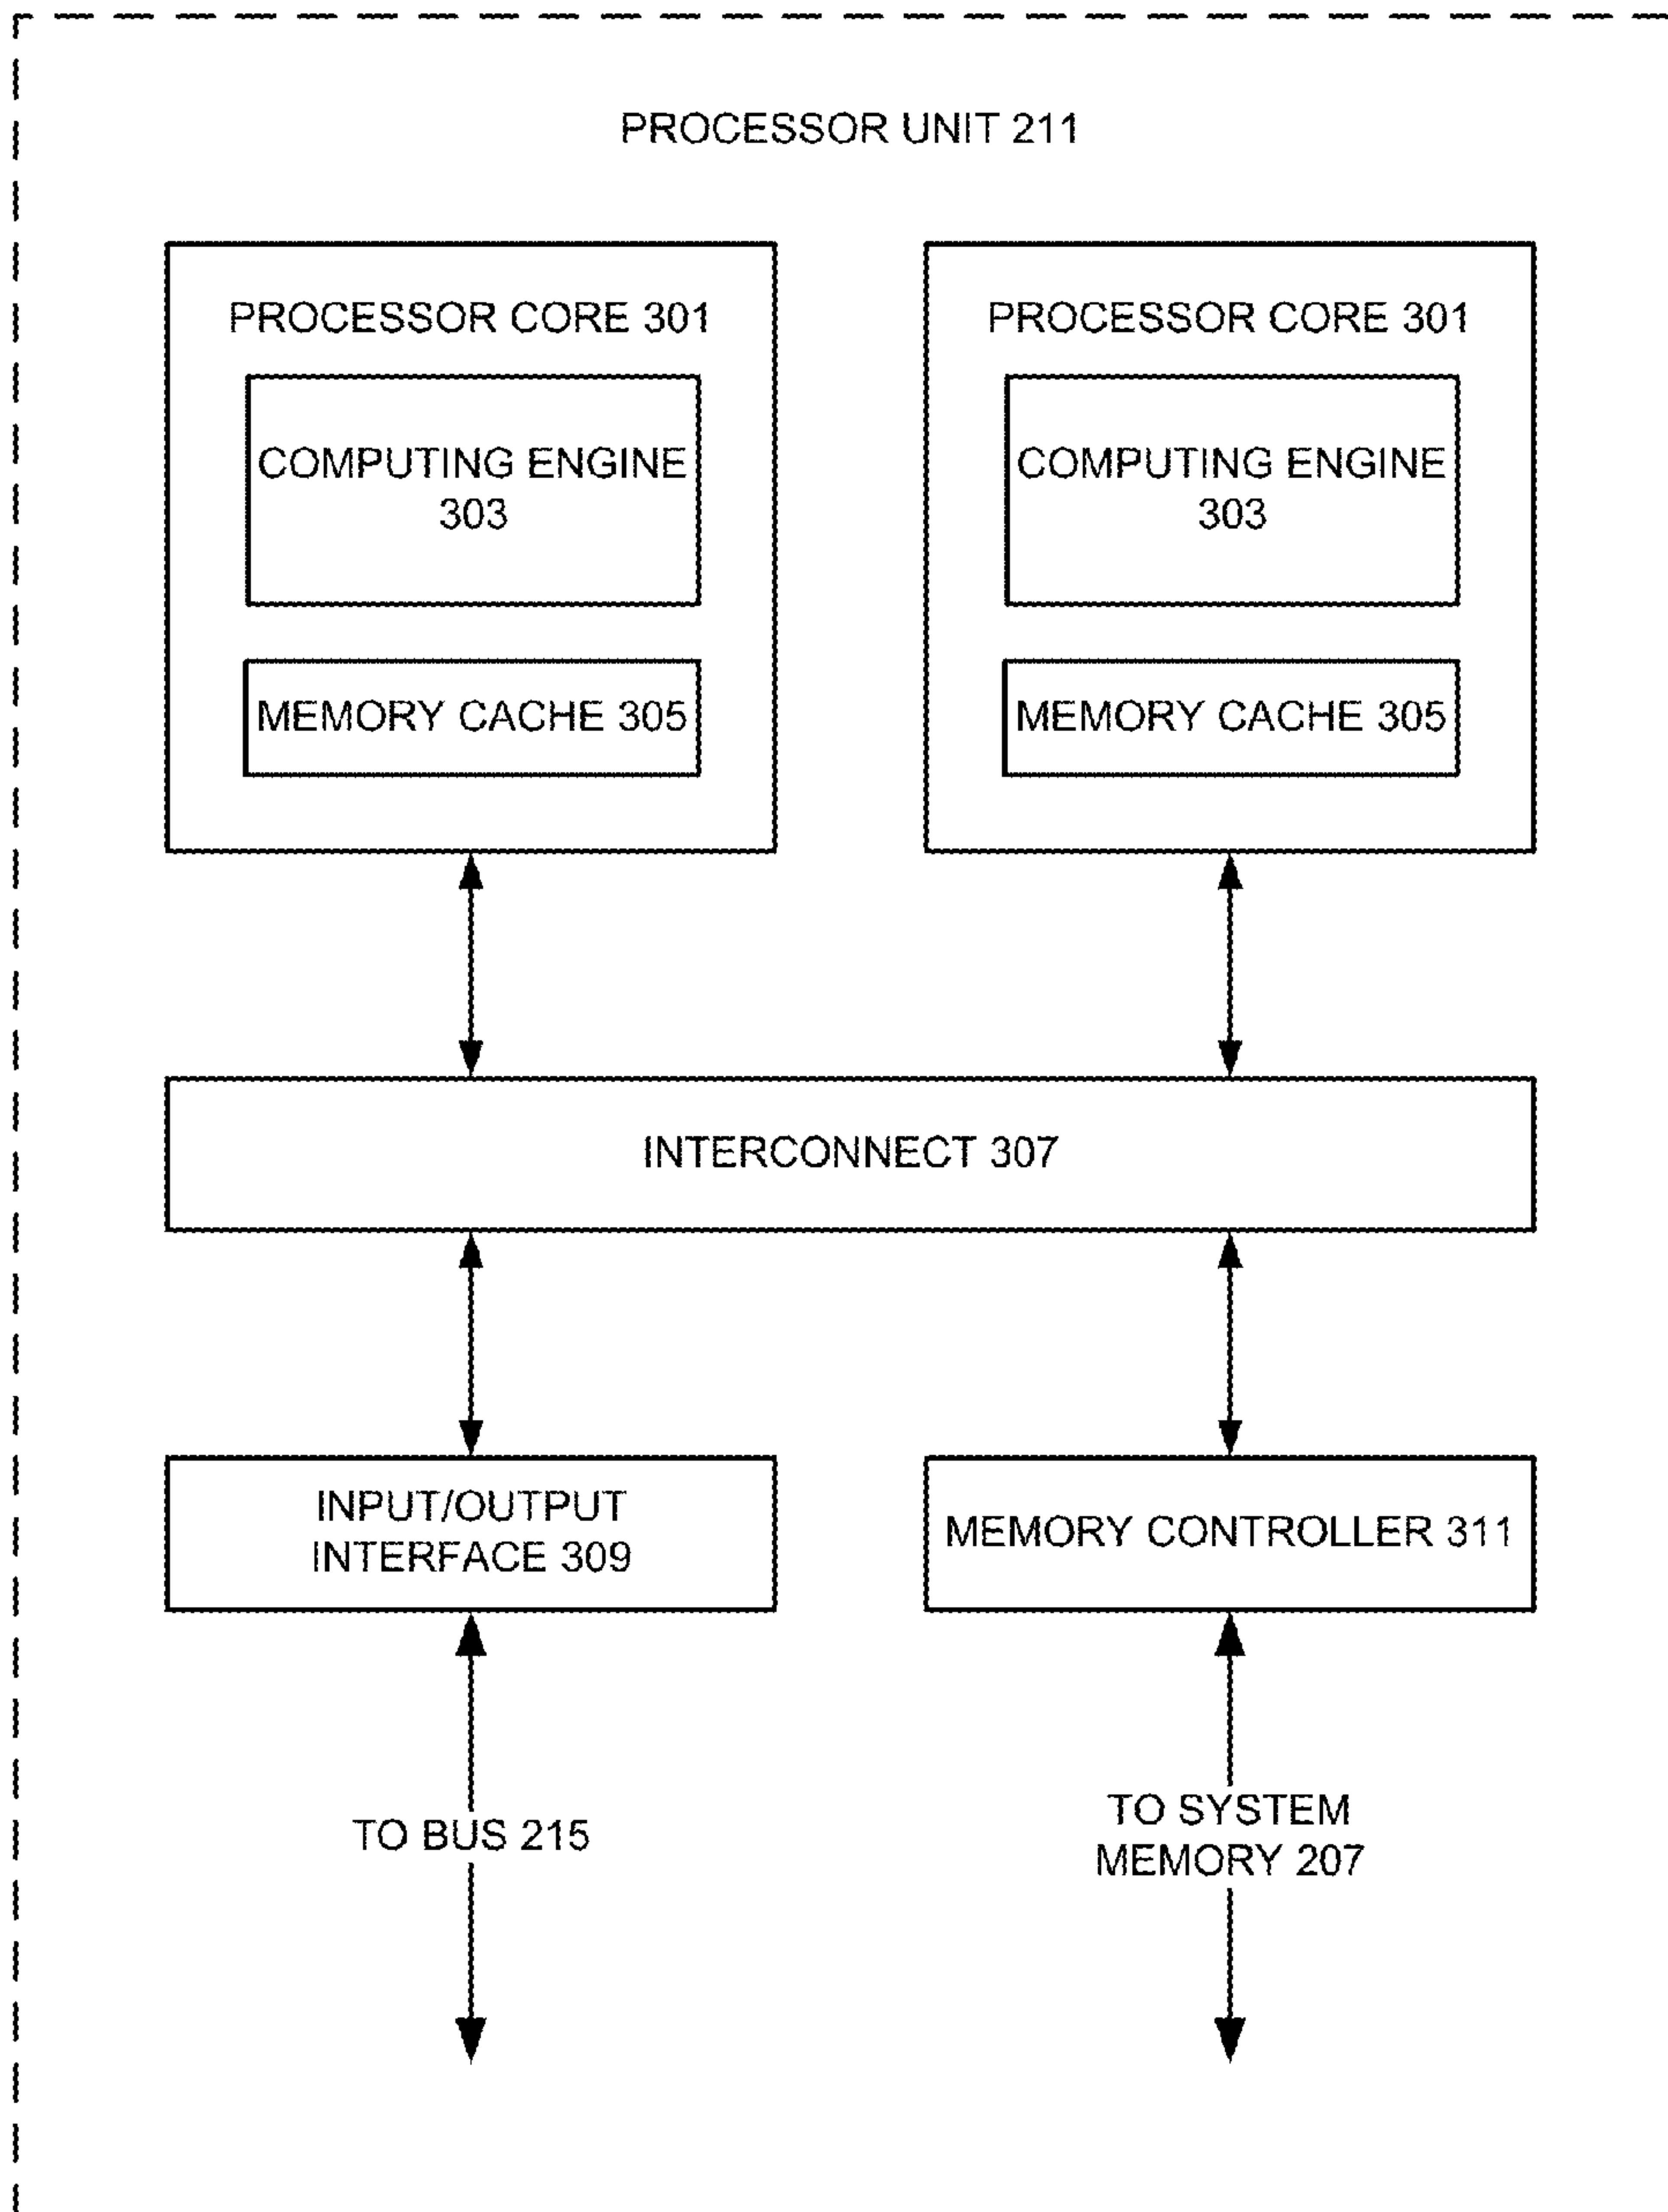 PROCESSOR UNIT 211
PROCESSOR CORE 301
COMPUTING ENGINE
303
MEMORY CACHE 305
PROCESSOR CORE 301
COMPUTING ENGINE
303
MEMORY CACHE 305
INTERCONNECT 307
INPUT/OUTPUT
INTERFACE 309
MEMORY CONTROLLER 311
TO BUS 215
TO SYSTEM
MEMORY 207